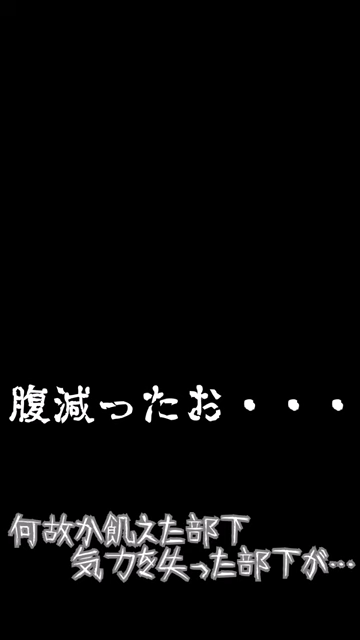 腹減ったお・・・
何故か飢えた部下
気力を失った部下が…